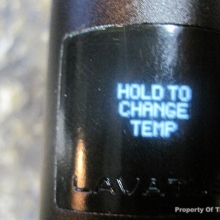 HOLD TO
CHANGE
TEMP
Property Of T